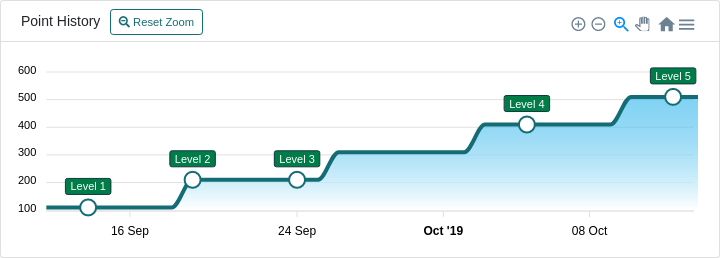 Point History
Reset Zoom
600
500
400
300
200
100
Level 1
Level 2
Level 3
Level 4
Level 5
16 Sep
24 Sep
Oct '19
08 Oct